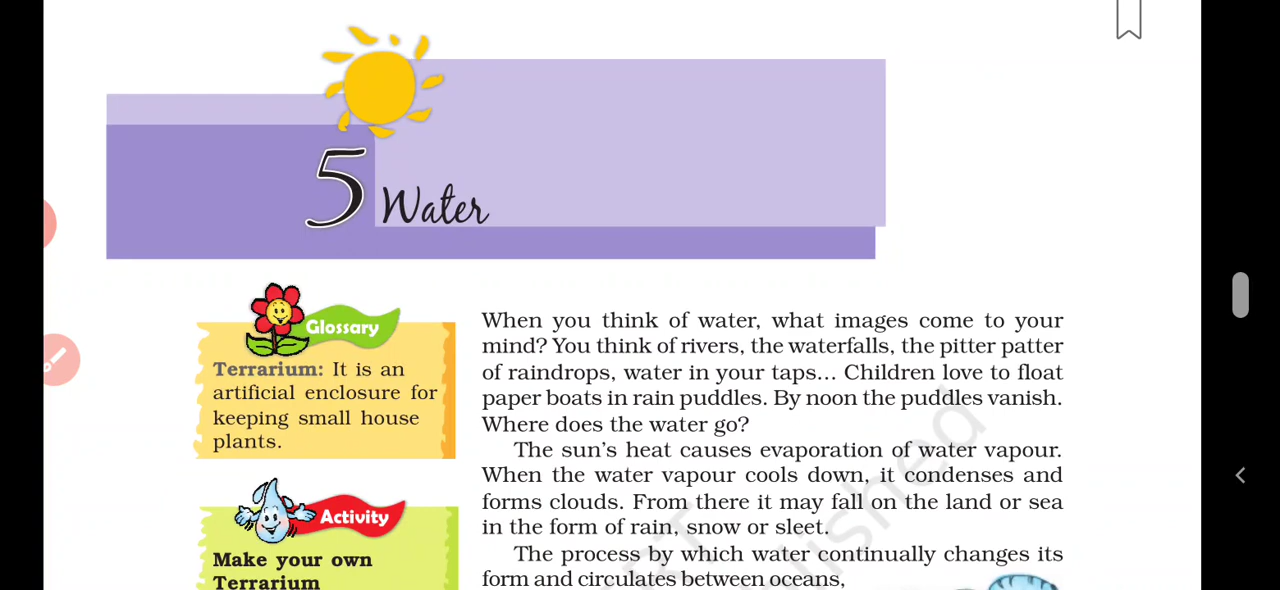 5 Water
Glossary
Terrarium: It is an
artificial enclosure for
keeping small house
plants.
Activity
Make your own
Terrarium
When you think of water, what images come to your
mind? You think of rivers, the waterfalls, the pitter patter
of raindrops, water in your taps... Children love to float
paper boats in rain puddles. By noon the puddles vanish.
Where does the water go?
The sun's heat causes evaporation of water vapour.
When the water vapour cools down, it condenses and
forms clouds. From there it may fall on the land or sea
in the form of rain, snow or sleet.
The process by which water continually changes its
form and circulates between oceans,